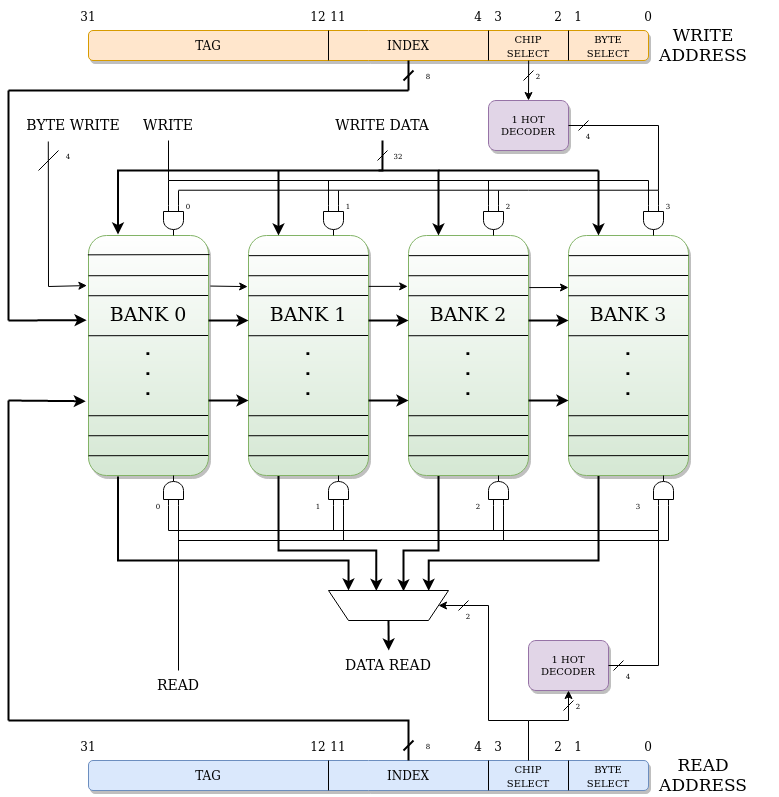 31 12 11 4 3 2 1 0
TAG INDEX CHIP SELECT BYTE SELECT
WRITE ADDRESS
8 2
1 HOT DECODER
4
BYTE WRITE WRITE WRITE DATA
4 32
0 1 2 3
BANK 0 BANK 1 BANK 2 BANK 3
0 1 2 3
2
DATA READ
1 HOT DECODER
4
READ
2
8
31 12 11 4 3 2 1 0
TAG INDEX CHIP SELECT BYTE SELECT
READ ADDRESS